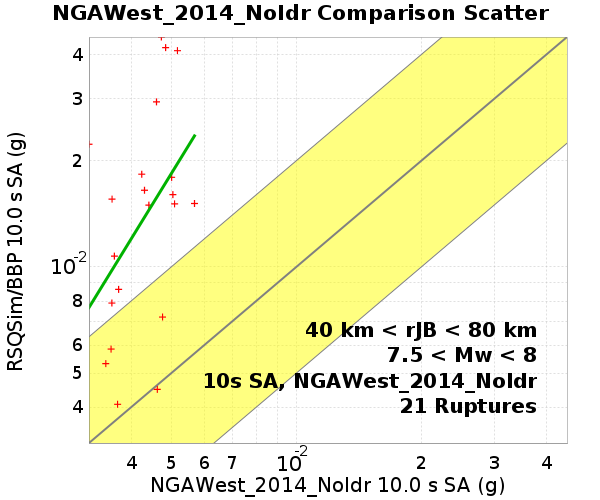 NGAWest_2014_NoIdr Comparison Scatter
RSQSim/BBP 10.0 s SA (g)
4
3
2
10-2
8
6
5
4
40 km < rJB < 80 km
7.5 < Mw < 8
10s SA, NGAWest_2014_NoIdr
21 Ruptures
4 5 6 7 10-2 2 3 4
NGAWest_2014_NoIdr 10.0 s SA (g)